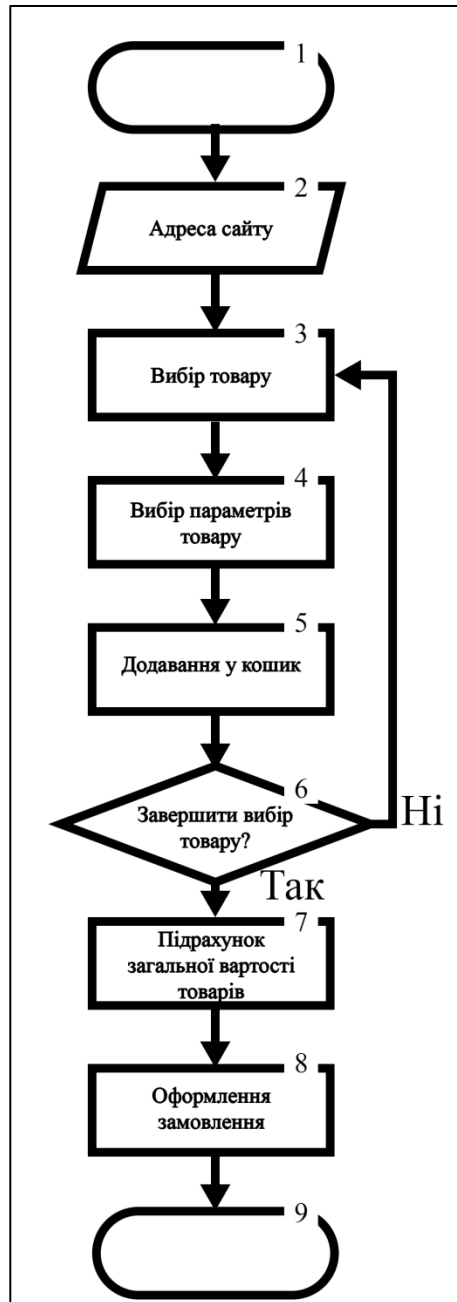 1
2
Адреса сайту
3
Вибір товару
4
Вибір параметрів
товару
5
Додавання у кошик
6
Завершити вибір
товару?
Ні
Так
7
Підрахунок
загальної вартості
товарів
8
Оформлення
замовлення
9